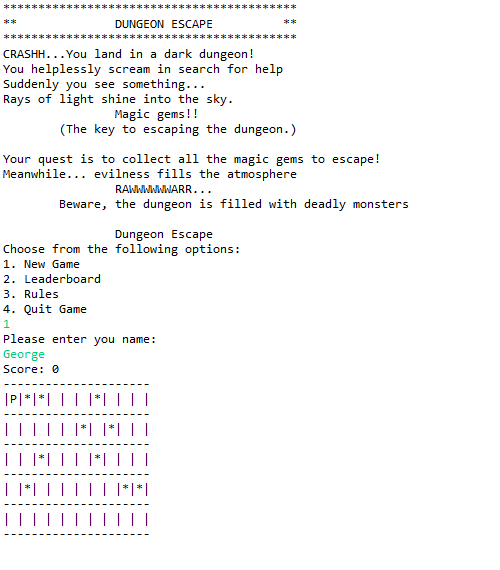 ******************************************
**              DUNGEON ESCAPE          **
******************************************
CRASHH...You land in a dark dungeon!
You helplessly scream in search for help
Suddenly you see something...
Rays of light shine into the sky.
                Magic gems!!
        (The key to escaping the dungeon.)

Your quest is to collect all the magic gems to escape!
Meanwhile... evilness fills the atmosphere
                RAWWWWWARR...
        Beware, the dungeon is filled with deadly monsters

                Dungeon Escape
Choose from the following options:
1. New Game
2. Leaderboard
3. Rules
4. Quit Game
1
Please enter you name:
George
Score: 0
---------------------
|P|*|*| | | |*| | | |
---------------------
| | | | | |*| |*| | |
---------------------
| | |*| | | |*| | | |
---------------------
| |*| | | | | | |*|*|
---------------------
| | | | | | | | | | |
---------------------